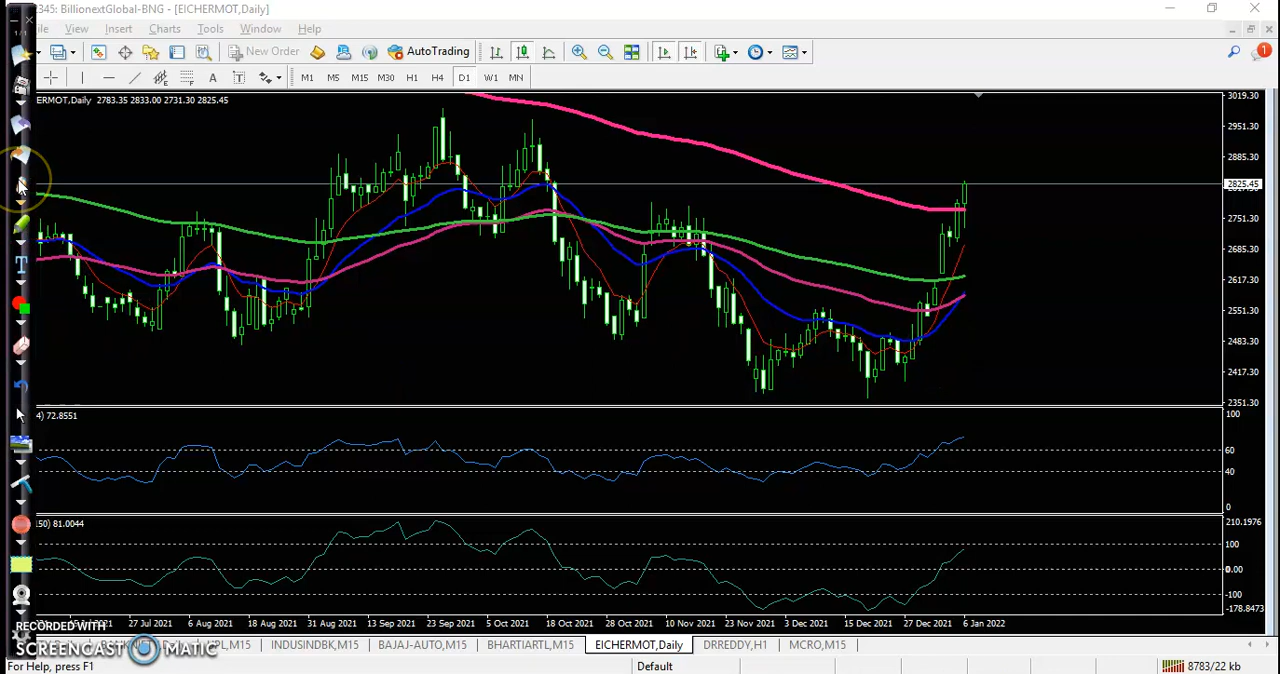 2345: BillionextGlobal-BNG - [EICHERMOT,Daily]
ile View Insert Charts Tools Window Help
New Order AutoTrading
A T M1 M5 M15 M30 H1 H4 D1 W1 MN
1
1/1
HERMOT,Daily 2783.35 2833.00 2731.30 2825.45
3019.30
2951.30
2885.30
2825.45
2751.30
2685.30
2617.30
2551.30
2483.30
2417.30
2351.30
T
4) 72.8551
100
60
40
0
150) 81.0044
210.1976
100
0.00
-100
-178.8473
27 Jul 2021 6 Aug 2021 18 Aug 2021 31 Aug 2021 13 Sep 2021 23 Sep 2021 5 Oct 2021 18 Oct 2021 28 Oct 2021 10 Nov 2021 23 Nov 2021 3 Dec 2021 15 Dec 2021 27 Dec 2021 6 Jan 2022
RECORDED WITH
SCREENCAST MATIC
INDUSINDBK,M15 BAJAJ-AUTO,M15 BHARTIARTL,M15 EICHERMOT,Daily DRREDDY,H1 MCRO,M15
For Help, press F1 Default 8783/22 kb